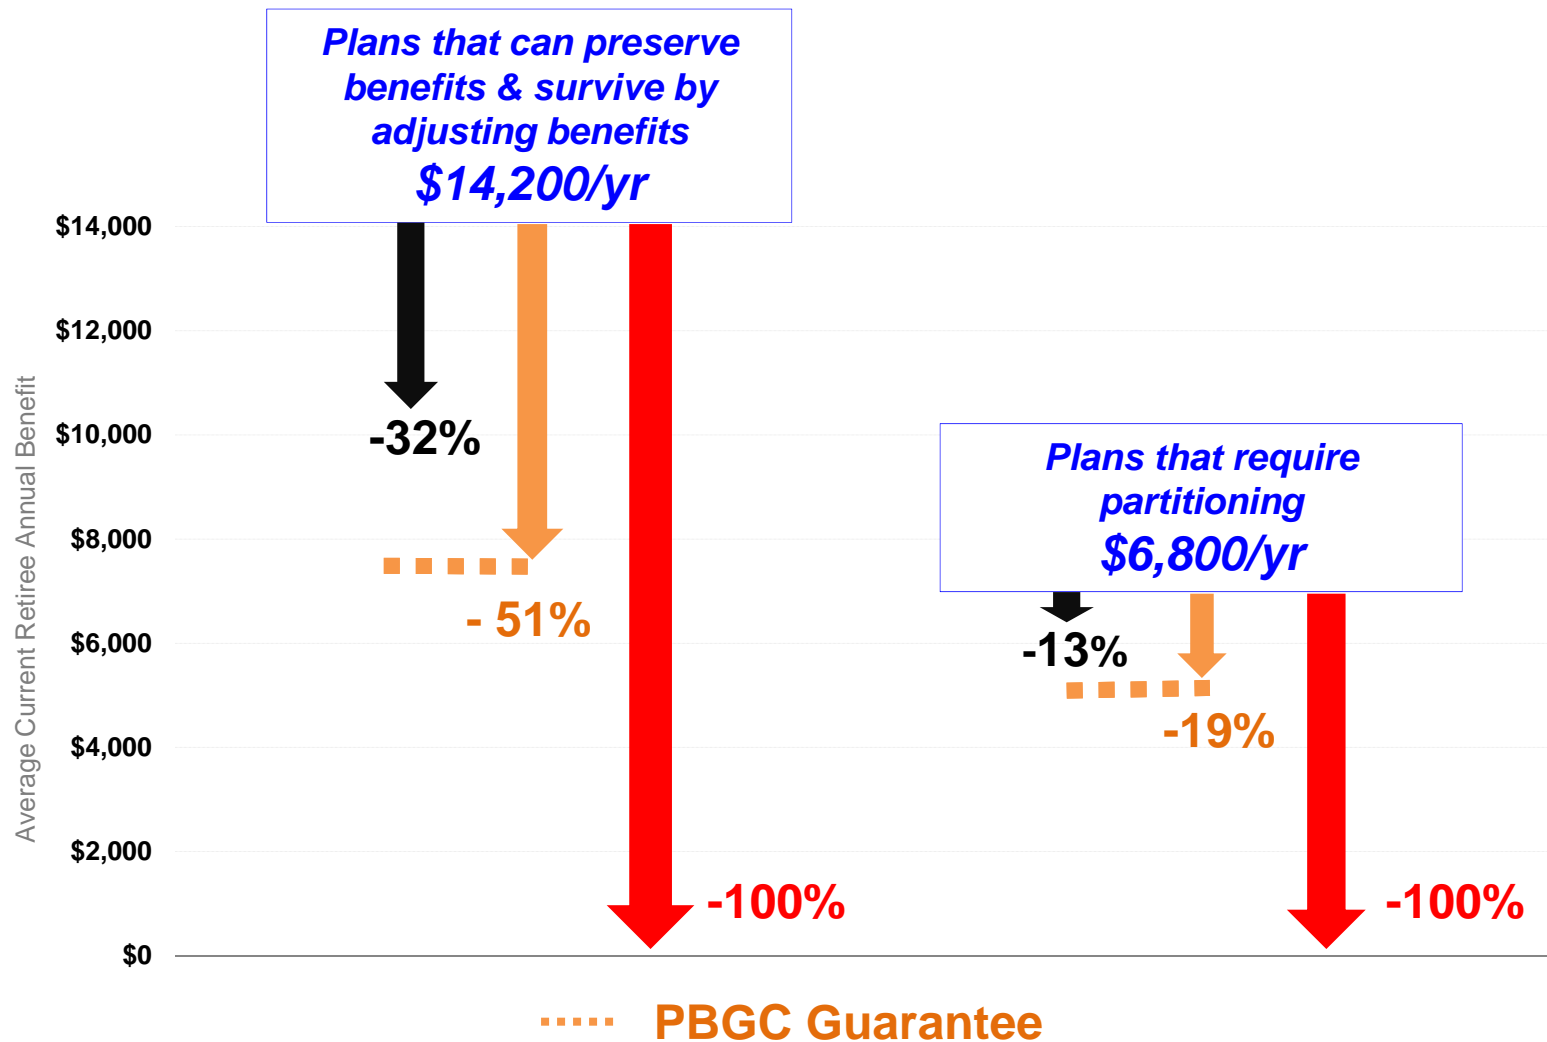 Plans that can preserve
benefits & survive by
adjusting benefits
$14,200/yr
$14,000
$12,000
$10,000
$8,000
$6,000
$4,000
$2,000
$0
Average Current Retiree Annual Benefit
-32%
- 51%
-100%
Plans that require
partitioning
$6,800/yr
-13%
-19%
-100%
PBGC Guarantee